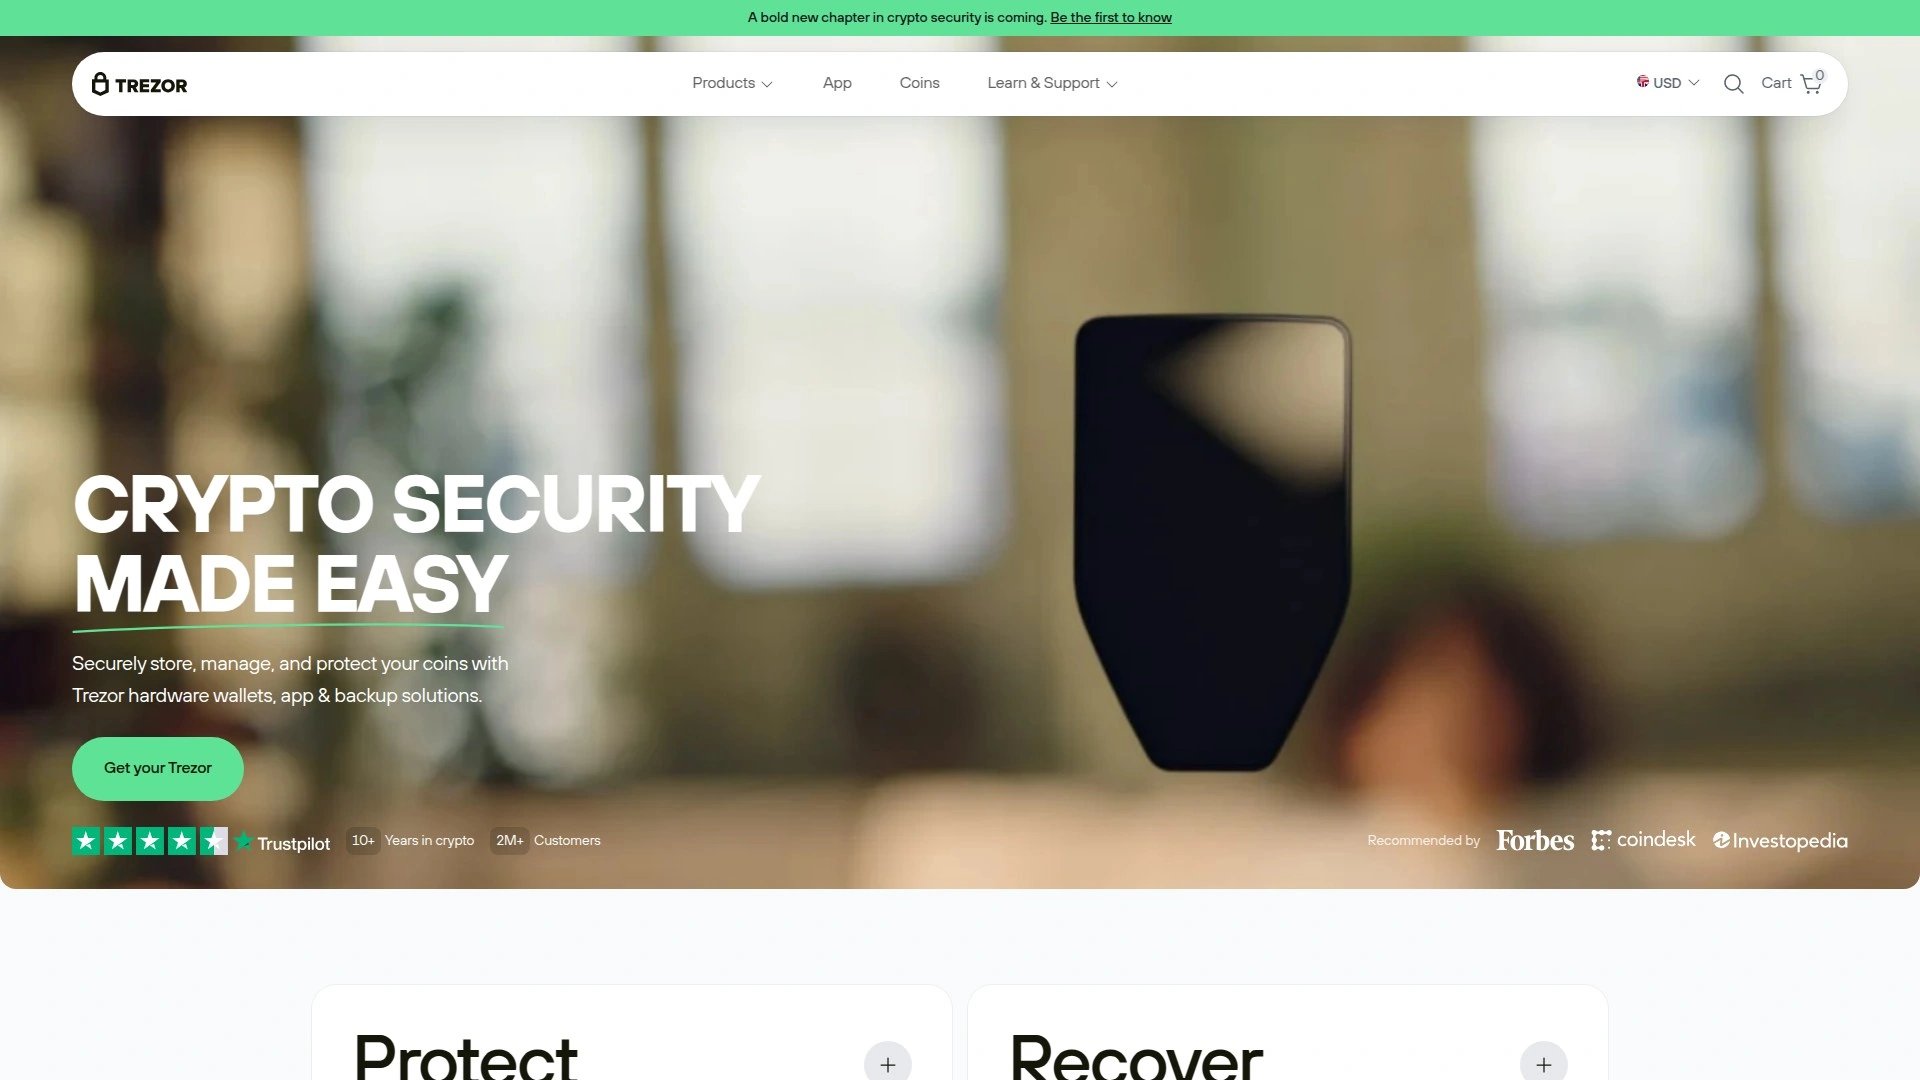 A bold new chapter in crypto security is coming. Be the first to know
TREZOR
Products
App
Coins
Learn & Support
USD
Cart
0
CRYPTO SECURITY
MADE EASY
Securely store, manage, and protect your coins with
Trezor hardware wallets, app & backup solutions.
Get your Trezor
Trustpilot
10+ Years in crypto
2M+ Customers
Recommended by
Forbes
coindesk
Investopedia
Protect
Recover